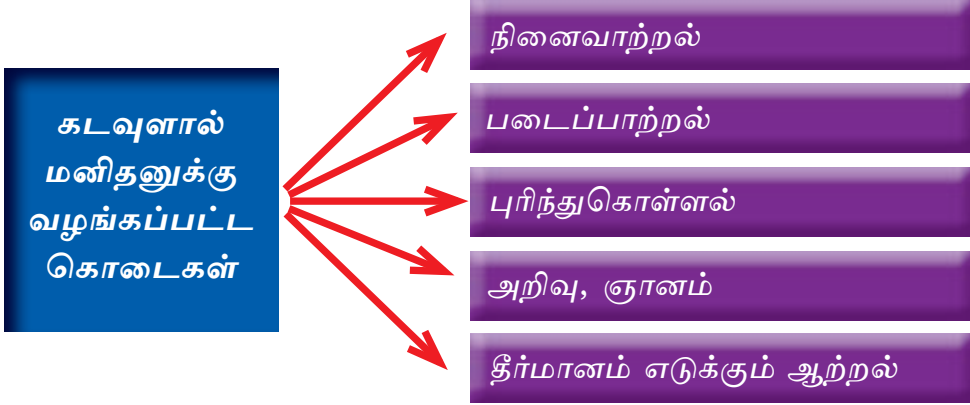 கடவுளால்
மனிதனுக்கு
வழங்கப்பட்ட
கொடைகள்
நினைவாற்றல்
படைப்பாற்றல்
புரிந்துகொள்ளல்
அறிவு, ஞானம்
தீர்மானம் எடுக்கும் ஆற்றல்